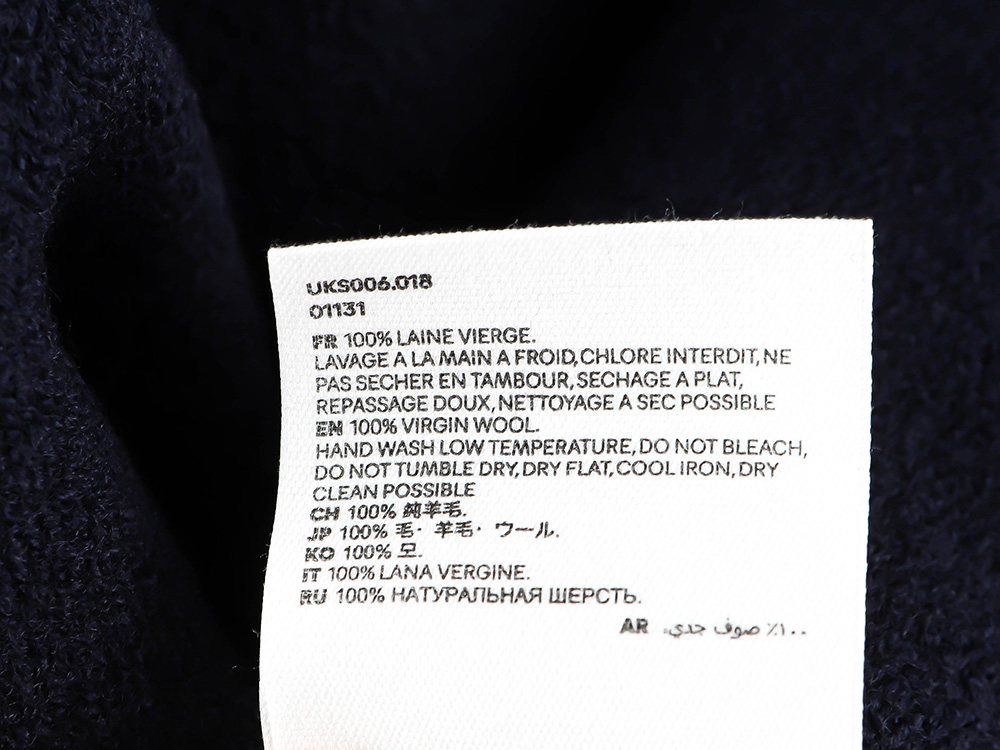 UKS006.018
01131
FR 100% LAINE VIERGE.
LAVAGE A LA MAIN A FROID, CHLORE INTERDIT, NE
PAS SECHER EN TAMBOUR, SECHAGE A PLAT,
REPASSAGE DOUX, NETTOYAGE A SEC POSSIBLE
EN 100% VIRGIN WOOL.
HAND WASH LOW TEMPERATURE, DO NOT BLEACH,
DO NOT TUMBLE DRY, DRY FLAT, COOL IRON, DRY
CLEAN POSSIBLE
CH 100% 純羊毛.
JP 100% 毛・羊毛・ウール.
KO 100% 모.
IT 100% LANA VERGINE.
RU 100% НАТУРАЛЬНАЯ ШЕРСТЬ.
AR ١٠٠٪ صوف جدي.